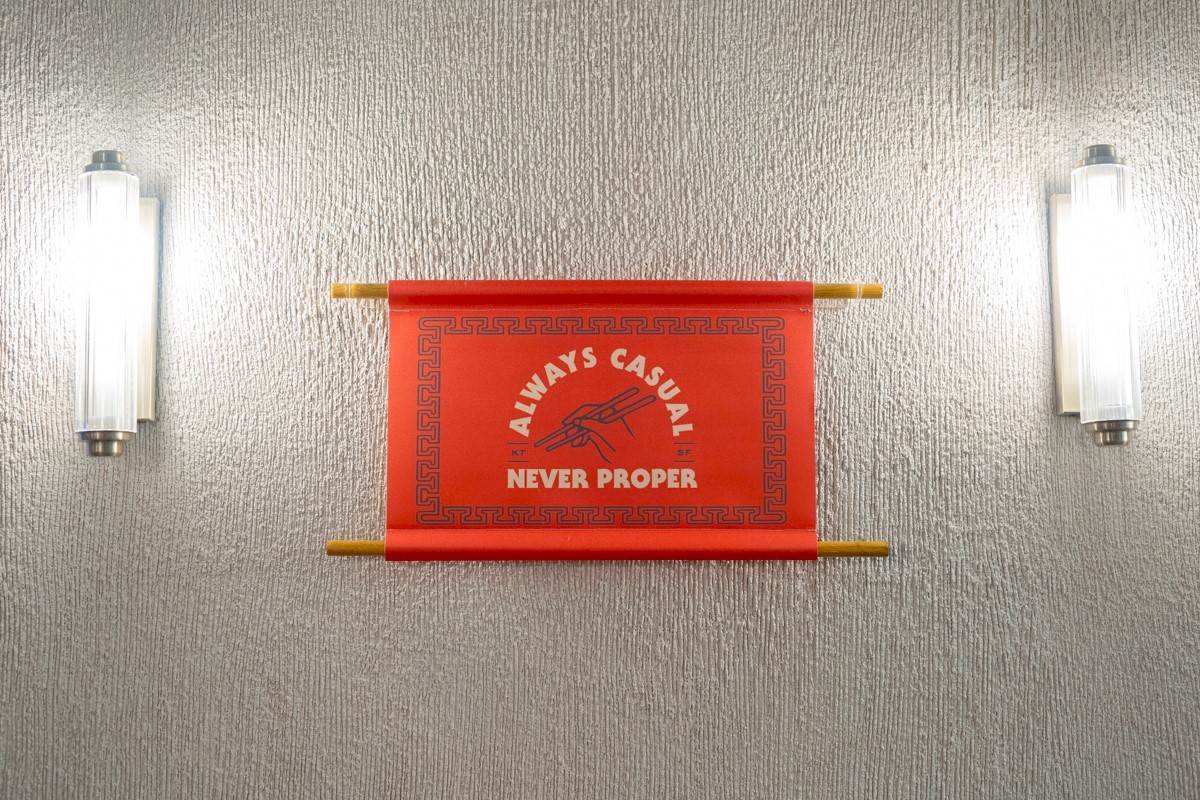 ALWAYS CASUAL
KT SF
NEVER PROPER